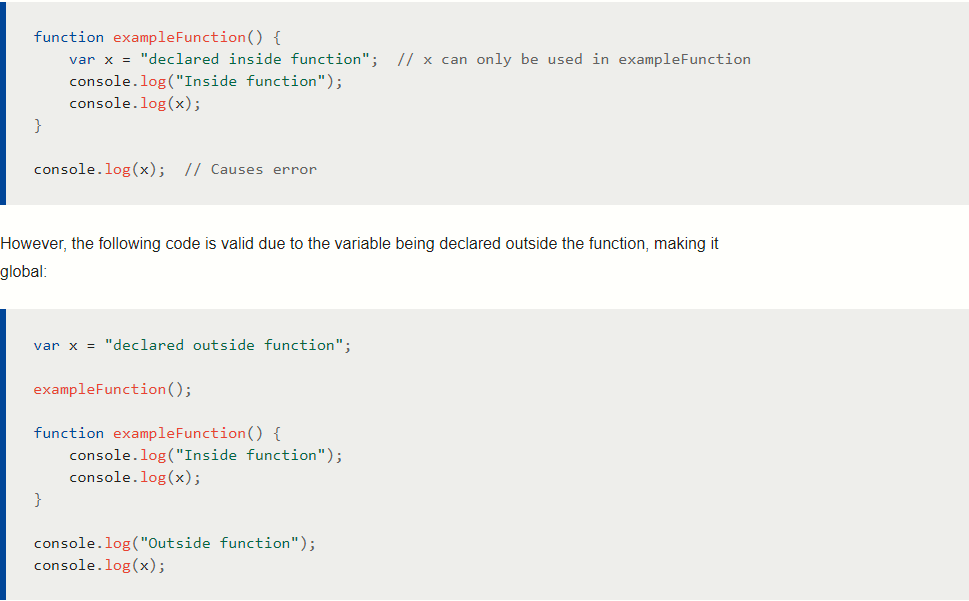 function exampleFunction() {
    var x = "declared inside function";  // x can only be used in exampleFunction
    console.log("Inside function");
    console.log(x);
}

console.log(x);  // Causes error

However, the following code is valid due to the variable being declared outside the function, making it
global:

var x = "declared outside function";

exampleFunction();

function exampleFunction() {
    console.log("Inside function");
    console.log(x);
}

console.log("Outside function");
console.log(x);